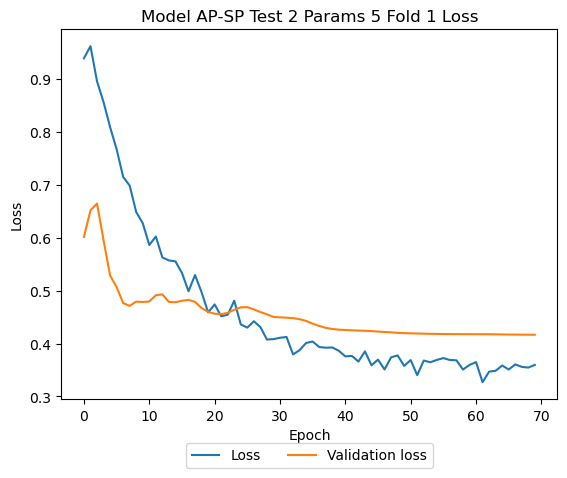 Model AP-SP Test 2 Params 5 Fold 1 Loss
0.9
0.8
0.7
0.6
0.5
0.4
0.3
Loss
0 10 20 30 40 50 60 70
Epoch
Loss Validation loss